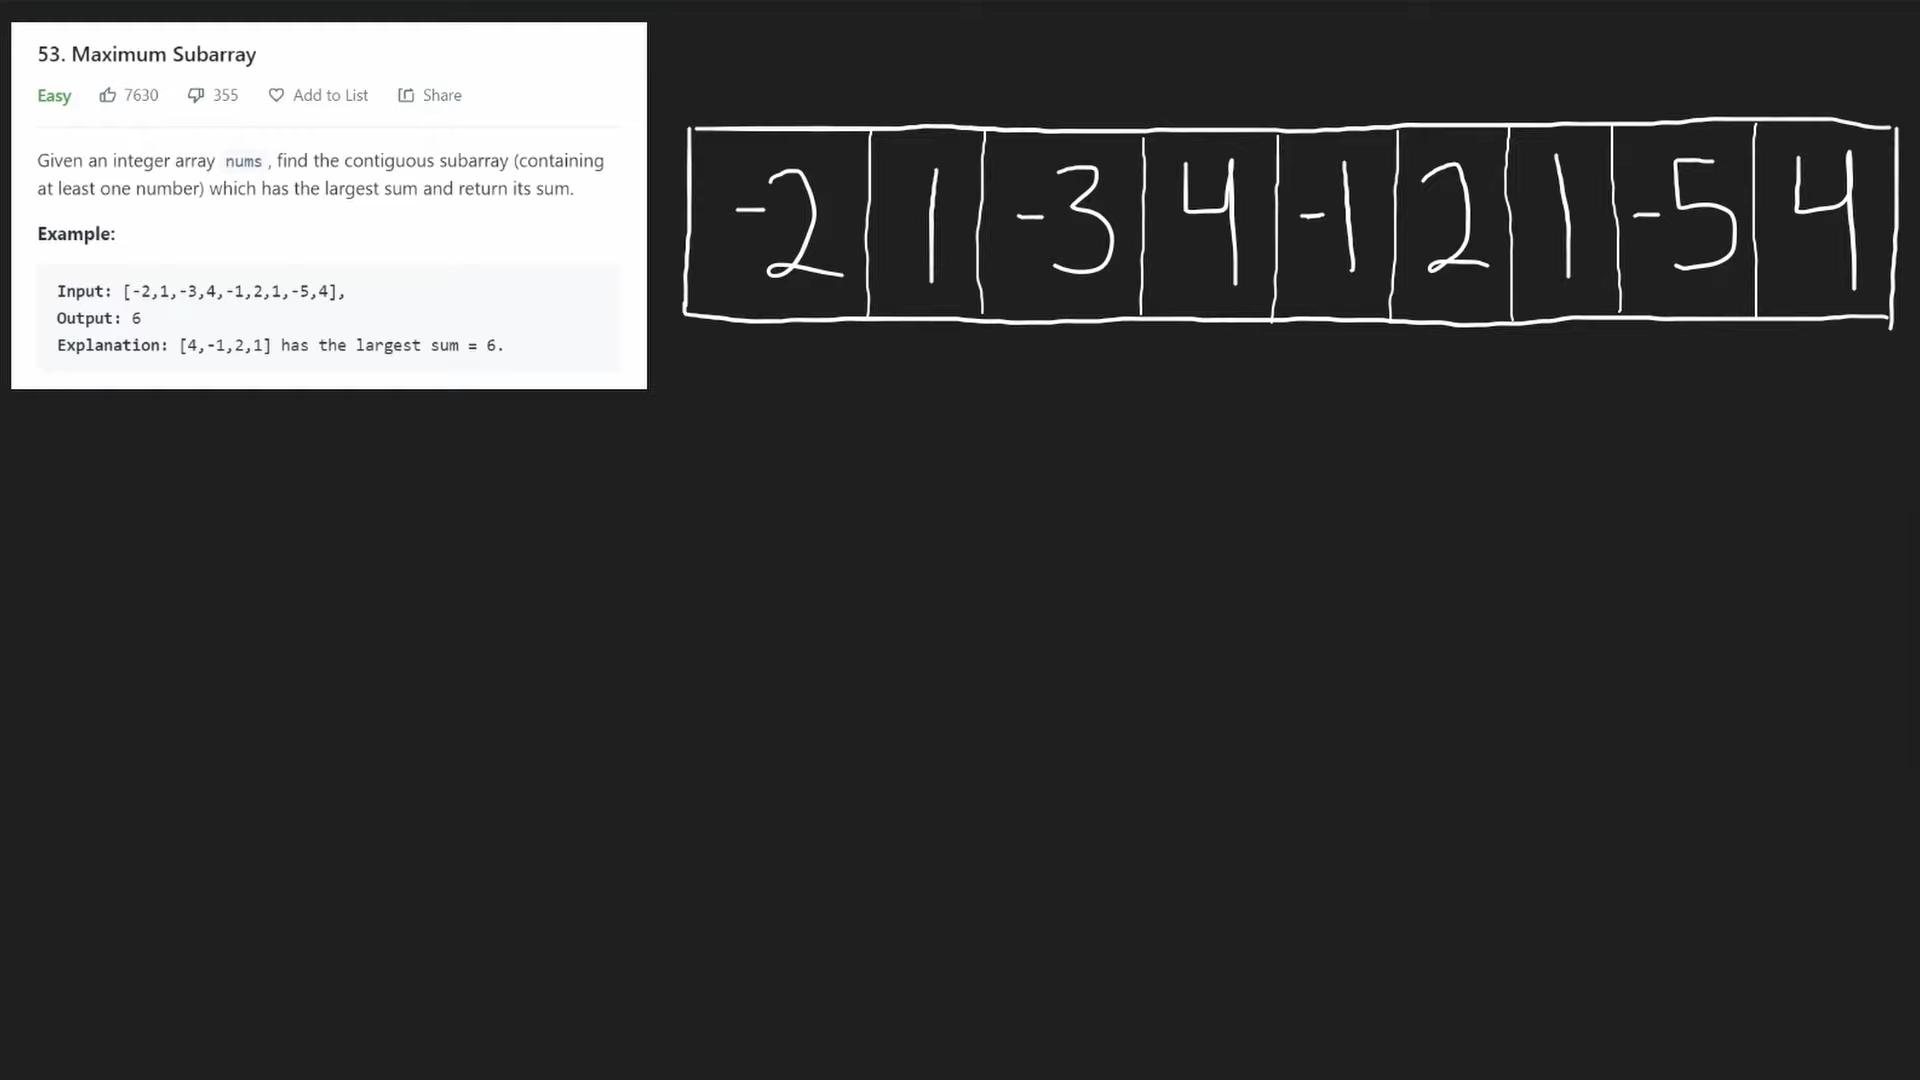 53. Maximum Subarray
Easy 7630 355 Add to List Share
Given an integer array nums , find the contiguous subarray (containing
at least one number) which has the largest sum and return its sum.
Example:
Input: [-2,1,-3,4,-1,2,1,-5,4],
Output: 6
Explanation: [4,-1,2,1] has the largest sum = 6.
-2 1 -3 4 -1 2 1 -5 4